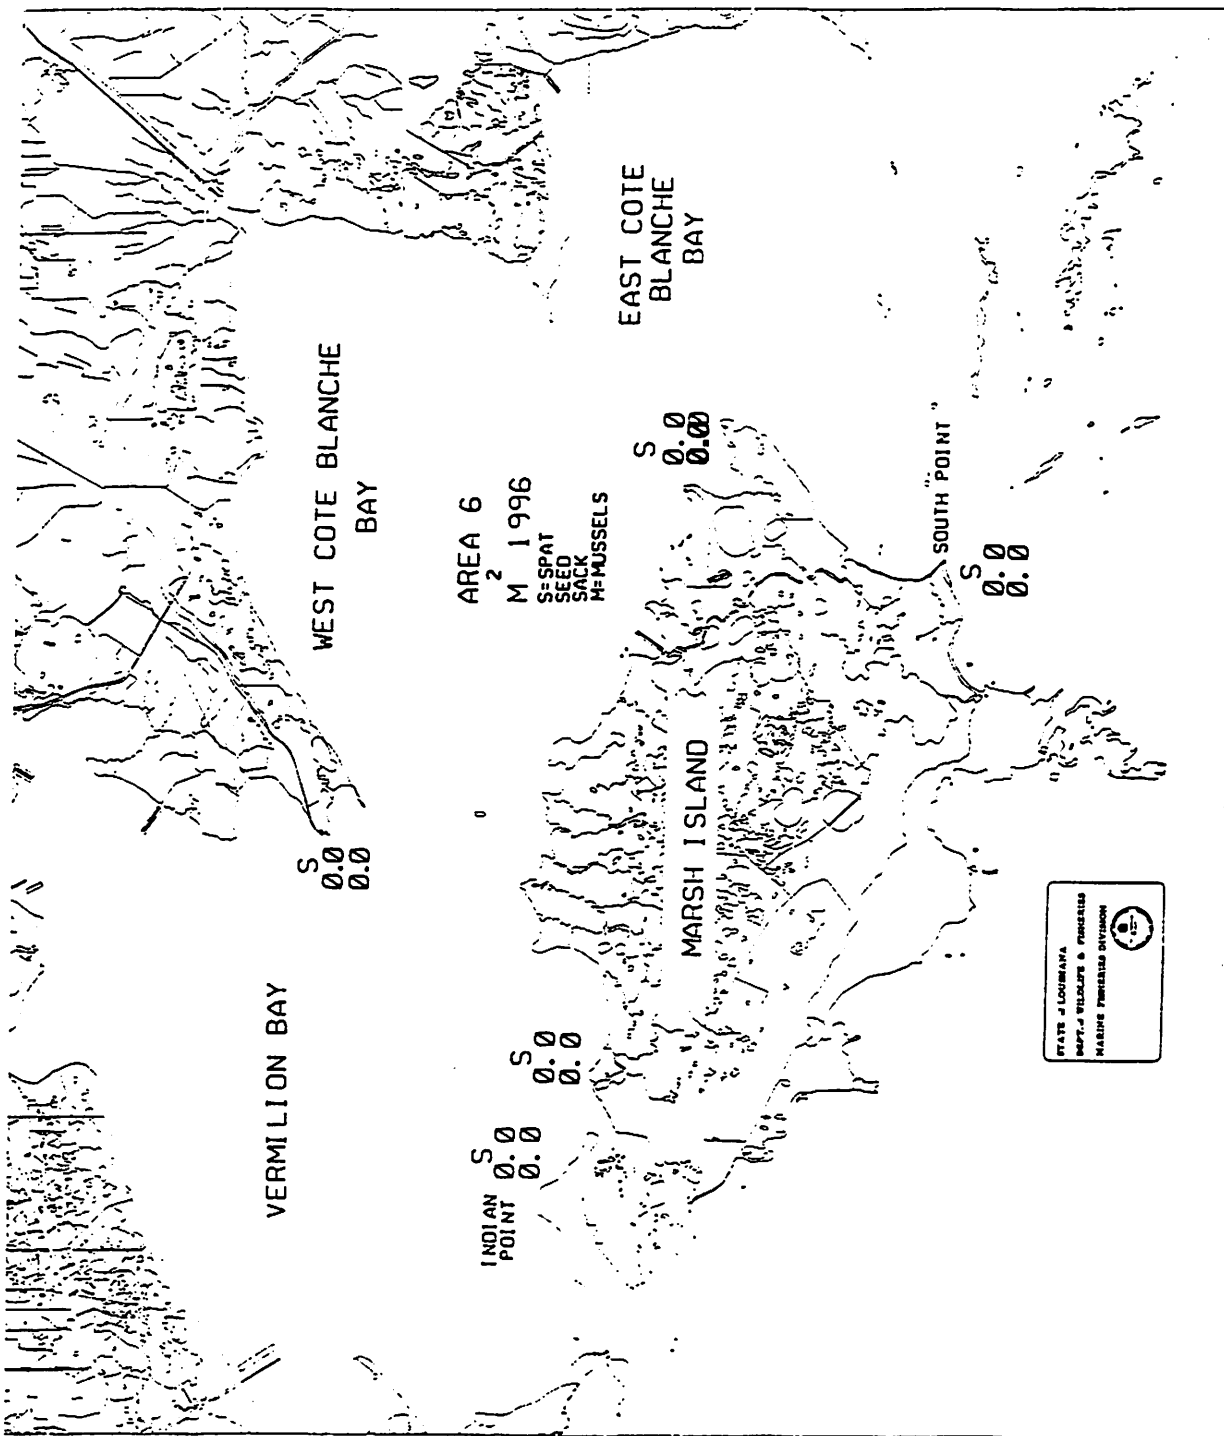 EAST COTE
BLANCHE
BAY
WEST COTE BLANCHE
BAY
AREA 6
2
M 1996
S=SPAT
SEED
SACK
M=MUSSELS
S
0.0
0.00
SOUTH POINT
S
0.0
0.0
S
0.0
0.0
MARSH ISLAND
VERMILION BAY
S
0.0
0.0
INDIAN
POINT
S
0.0
0.0
STATE of LOUISIANA
DEPT. of WILDLIFE & FISHERIES
MARINE FISHERIES DIVISION